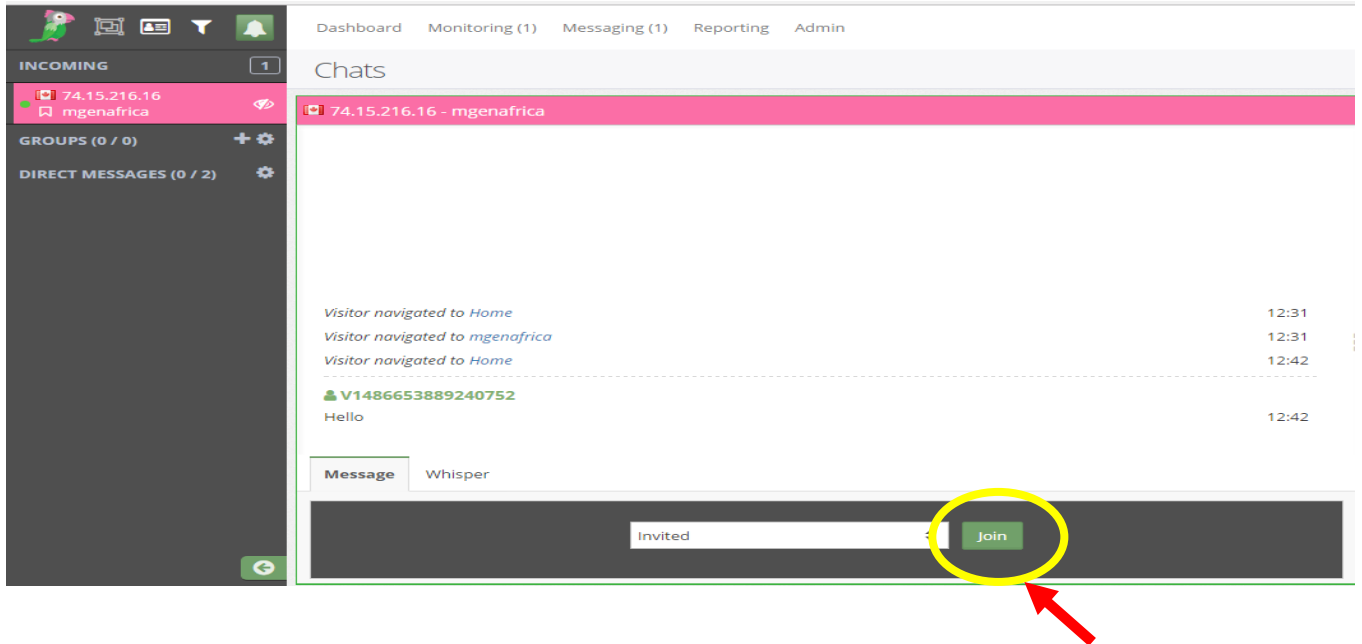 Dashboard Monitoring (1) Messaging (1) Reporting Admin
INCOMING 1
74.15.216.16
mgenafrica
GROUPS (0 / 0)
DIRECT MESSAGES (0 / 2)
Chats
74.15.216.16 - mgenafrica
Visitor navigated to Home 12:31
Visitor navigated to mgenafrica 12:31
Visitor navigated to Home 12:42
V1486653889240752
Hello 12:42
Message Whisper
Invited Join